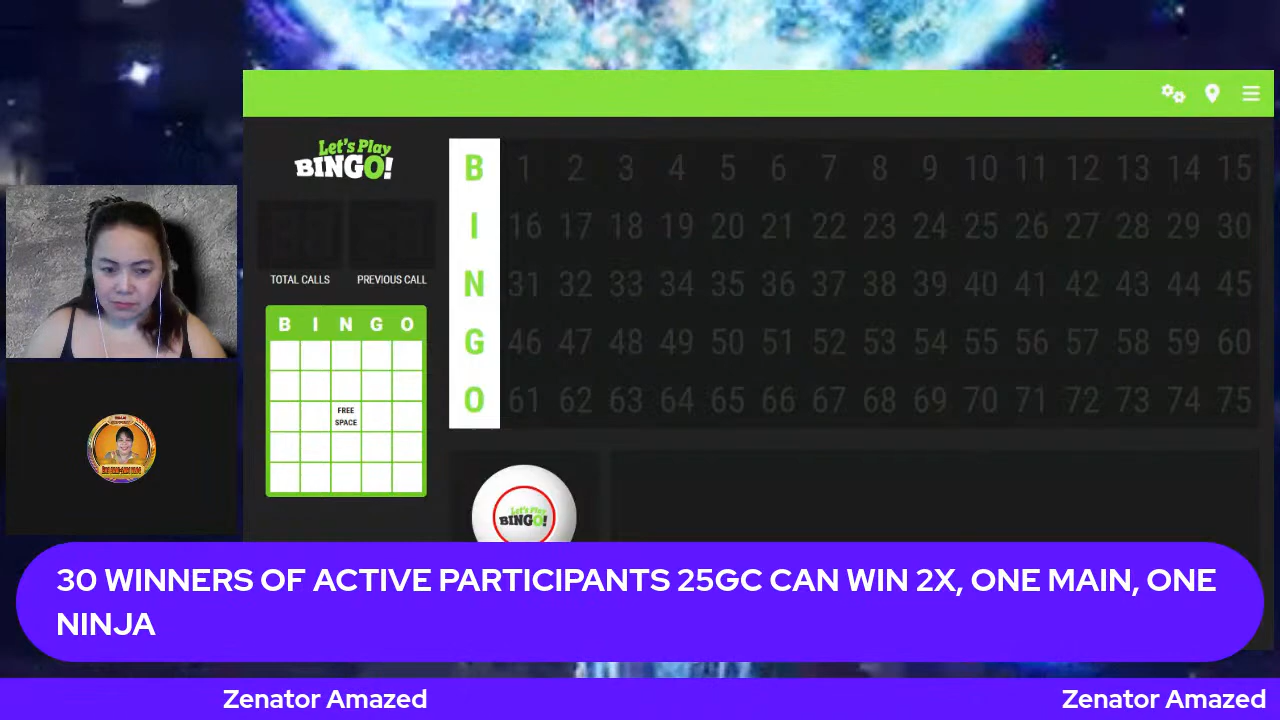 Let's Play
BINGO!
TOTAL CALLS
PREVIOUS CALL
B I N G O
FREE
SPACE
B 1 2 3 4 5 6 7 8 9 10 11 12 13 14 15
I 16 17 18 19 20 21 22 23 24 25 26 27 28 29 30
N 31 32 33 34 35 36 37 38 39 40 41 42 43 44 45
G 46 47 48 49 50 51 52 53 54 55 56 57 58 59 60
O 61 62 63 64 65 66 67 68 69 70 71 72 73 74 75
Let's Play
BINGO!
30 WINNERS OF ACTIVE PARTICIPANTS 25GC CAN WIN 2X, ONE MAIN, ONE
NINJA
Zenator Amazed
Zenator Amazed